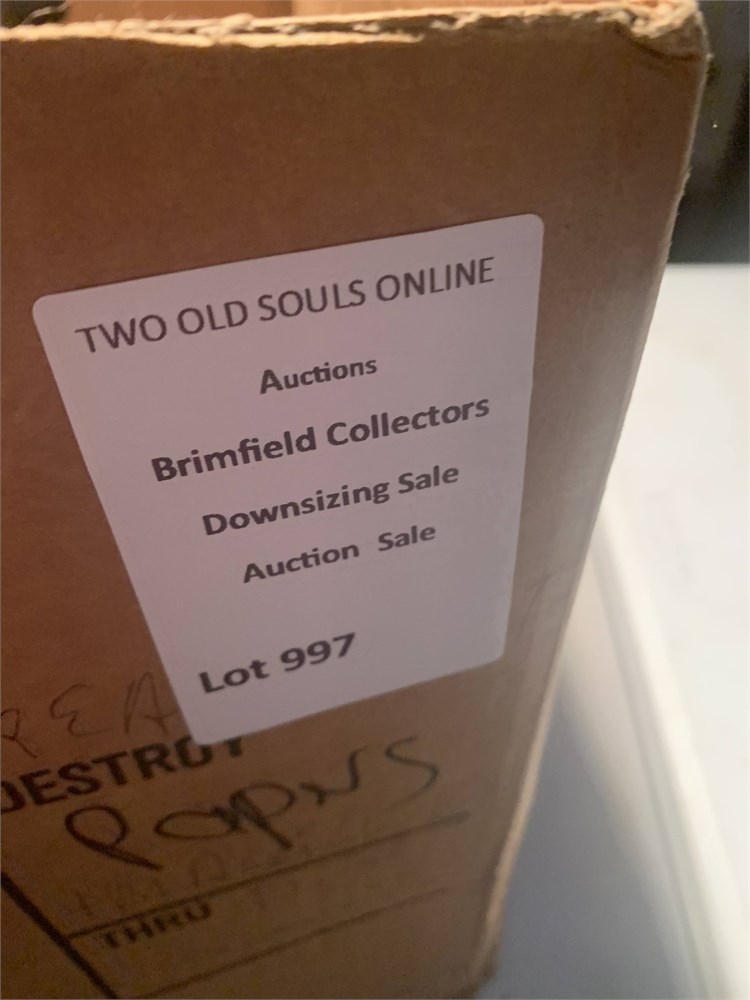 TWO OLD SOULS ONLINE
Auctions
Brimfield Collectors
Downsizing Sale
Auction Sale
Lot 997
DESTROY
THRU